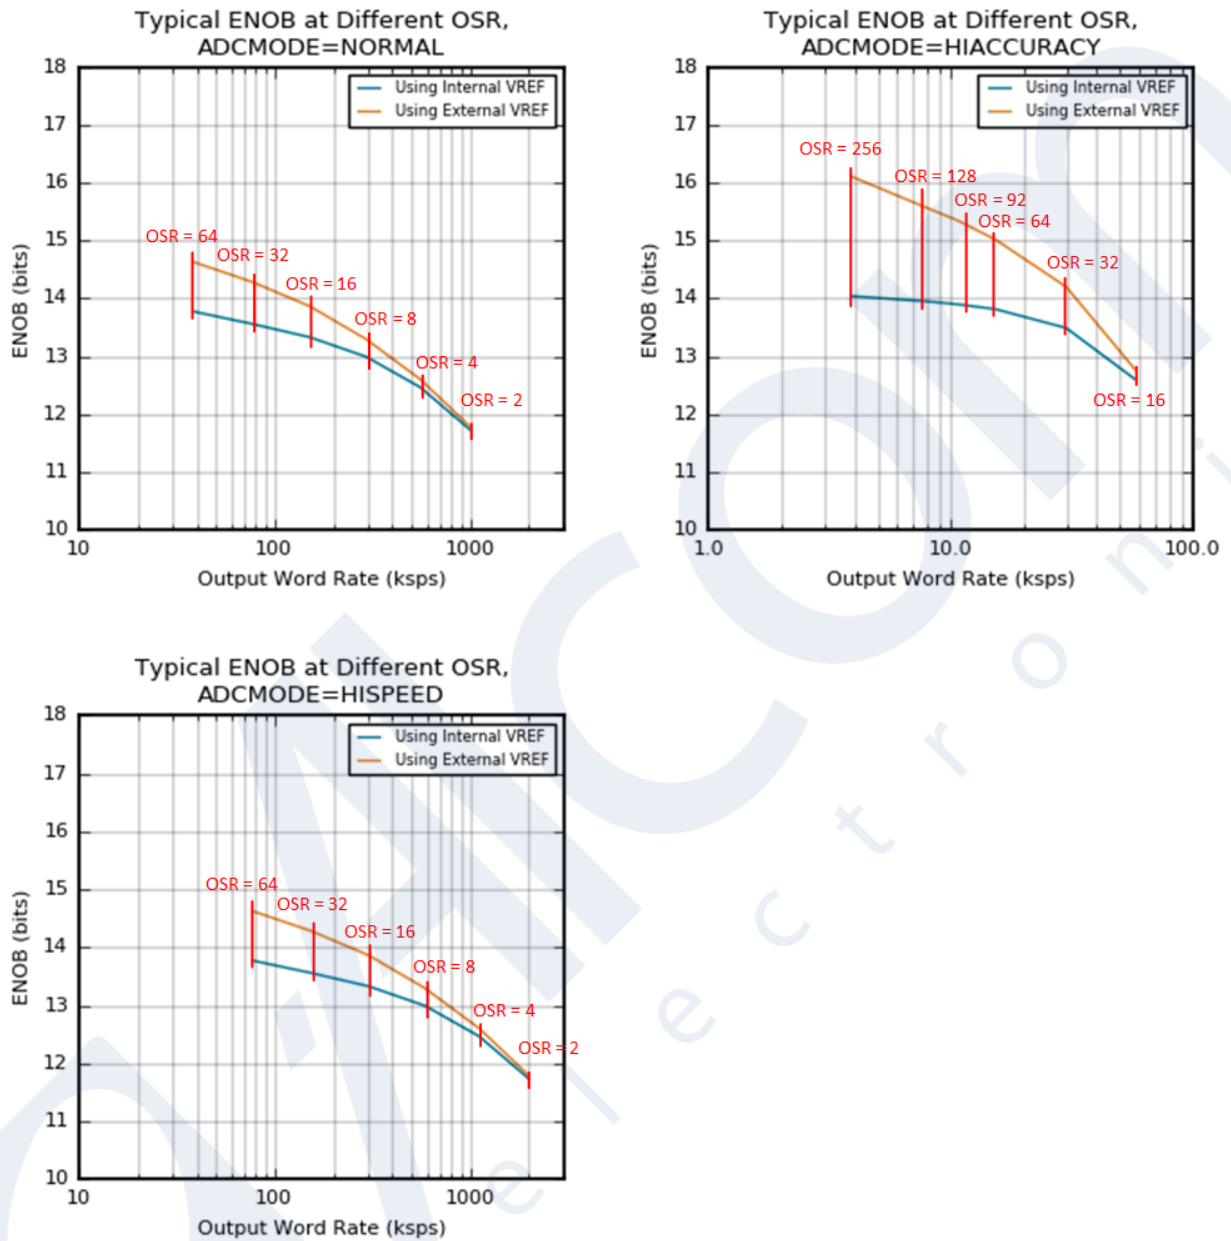 Typical ENOB at Different OSR,
ADCMODE=NORMAL
18
17
16
15
14
13
12
11
10
ENOB (bits)
Using Internal VREF
Using External VREF
OSR = 64
OSR = 32
OSR = 16
OSR = 8
OSR = 4
OSR = 2
10
100
1000
Output Word Rate (ksps)
Typical ENOB at Different OSR,
ADCMODE=HIACCURACY
18
17
16
15
14
13
12
11
10
ENOB (bits)
Using Internal VREF
Using External VREF
OSR = 256
OSR = 128
OSR = 92
OSR = 64
OSR = 32
OSR = 16
1.0
10.0
100.0
Output Word Rate (ksps)
Typical ENOB at Different OSR,
ADCMODE=HISPEED
18
17
16
15
14
13
12
11
10
ENOB (bits)
Using Internal VREF
Using External VREF
OSR = 64
OSR = 32
OSR = 16
OSR = 8
OSR = 4
OSR = 2
10
100
1000
Output Word Rate (ksps)